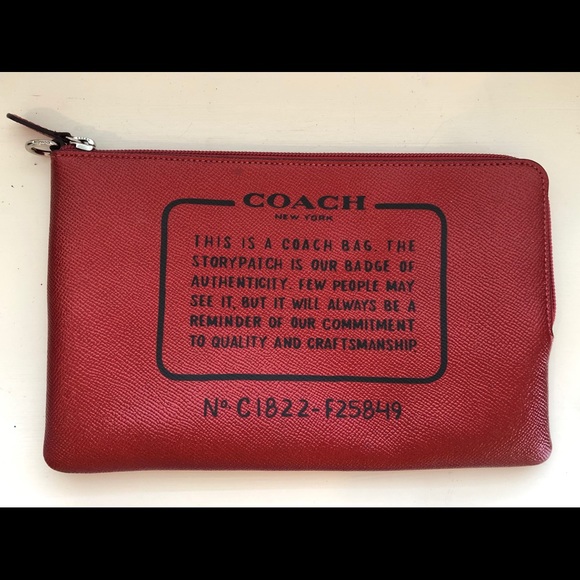 COACH
NEW YORK
THIS IS A COACH BAG. THE
STORYPATCH IS OUR BADGE OF
AUTHENTICITY. FEW PEOPLE MAY
SEE IT, BUT IT WILL ALWAYS BE A
REMINDER OF OUR COMMITMENT
TO QUALITY AND CRAFTSMANSHIP.
Nº C1822-F25849